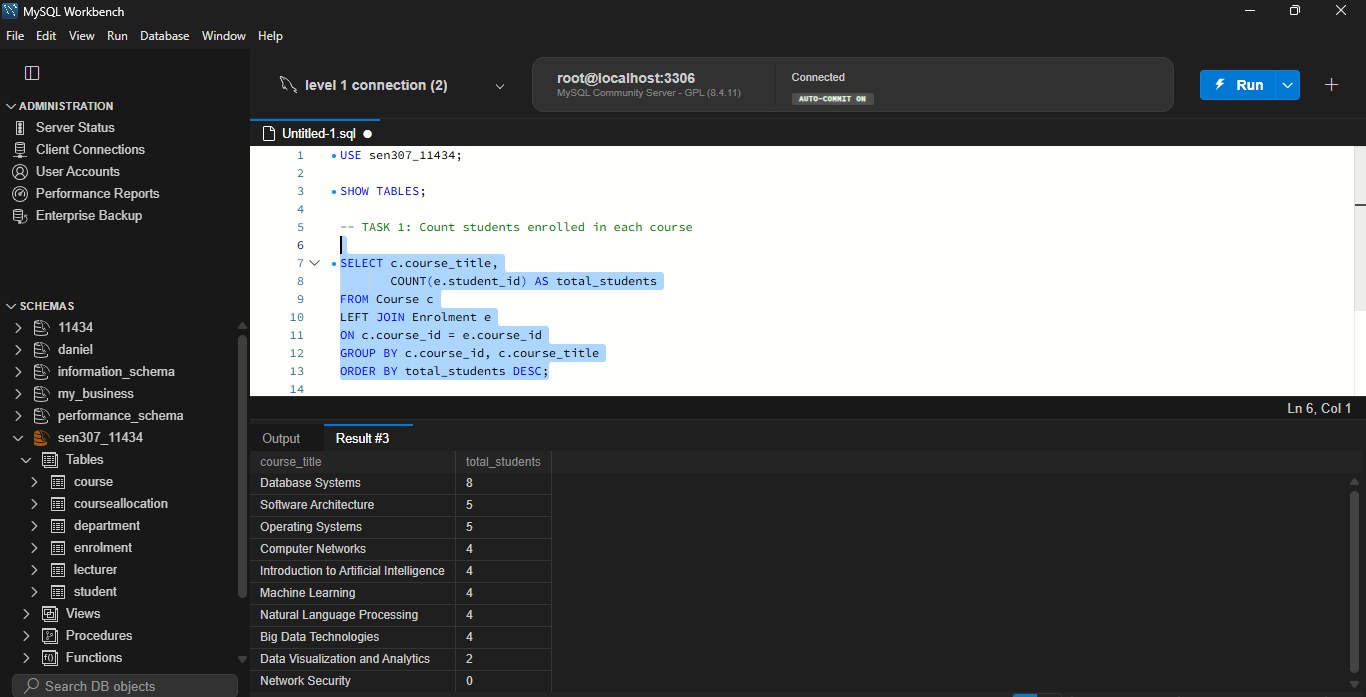 MySQL Workbench
File Edit View Run Database Window Help
level 1 connection (2)
root@localhost:3306
MySQL Community Server - GPL (8.4.11)
Connected
AUTO-COMMIT ON
Run
ADMINISTRATION
Server Status
Client Connections
User Accounts
Performance Reports
Enterprise Backup
SCHEMAS
11434
daniel
information_schema
my_business
performance_schema
sen307_11434
Tables
course
courseallocation
department
enrolment
lecturer
student
Views
Procedures
Functions
Search DB objects
Untitled-1.sql
1 USE sen307_11434;
2
3 SHOW TABLES;
4
5 -- TASK 1: Count students enrolled in each course
6
7 SELECT c.course_title,
8 COUNT(e.student_id) AS total_students
9 FROM Course c
10 LEFT JOIN Enrolment e
11 ON c.course_id = e.course_id
12 GROUP BY c.course_id, c.course_title
13 ORDER BY total_students DESC;
14
Ln 6, Col 1
Output Result #3
course_title total_students
Database Systems 8
Software Architecture 5
Operating Systems 5
Computer Networks 4
Introduction to Artificial Intelligence 4
Machine Learning 4
Natural Language Processing 4
Big Data Technologies 4
Data Visualization and Analytics 2
Network Security 0